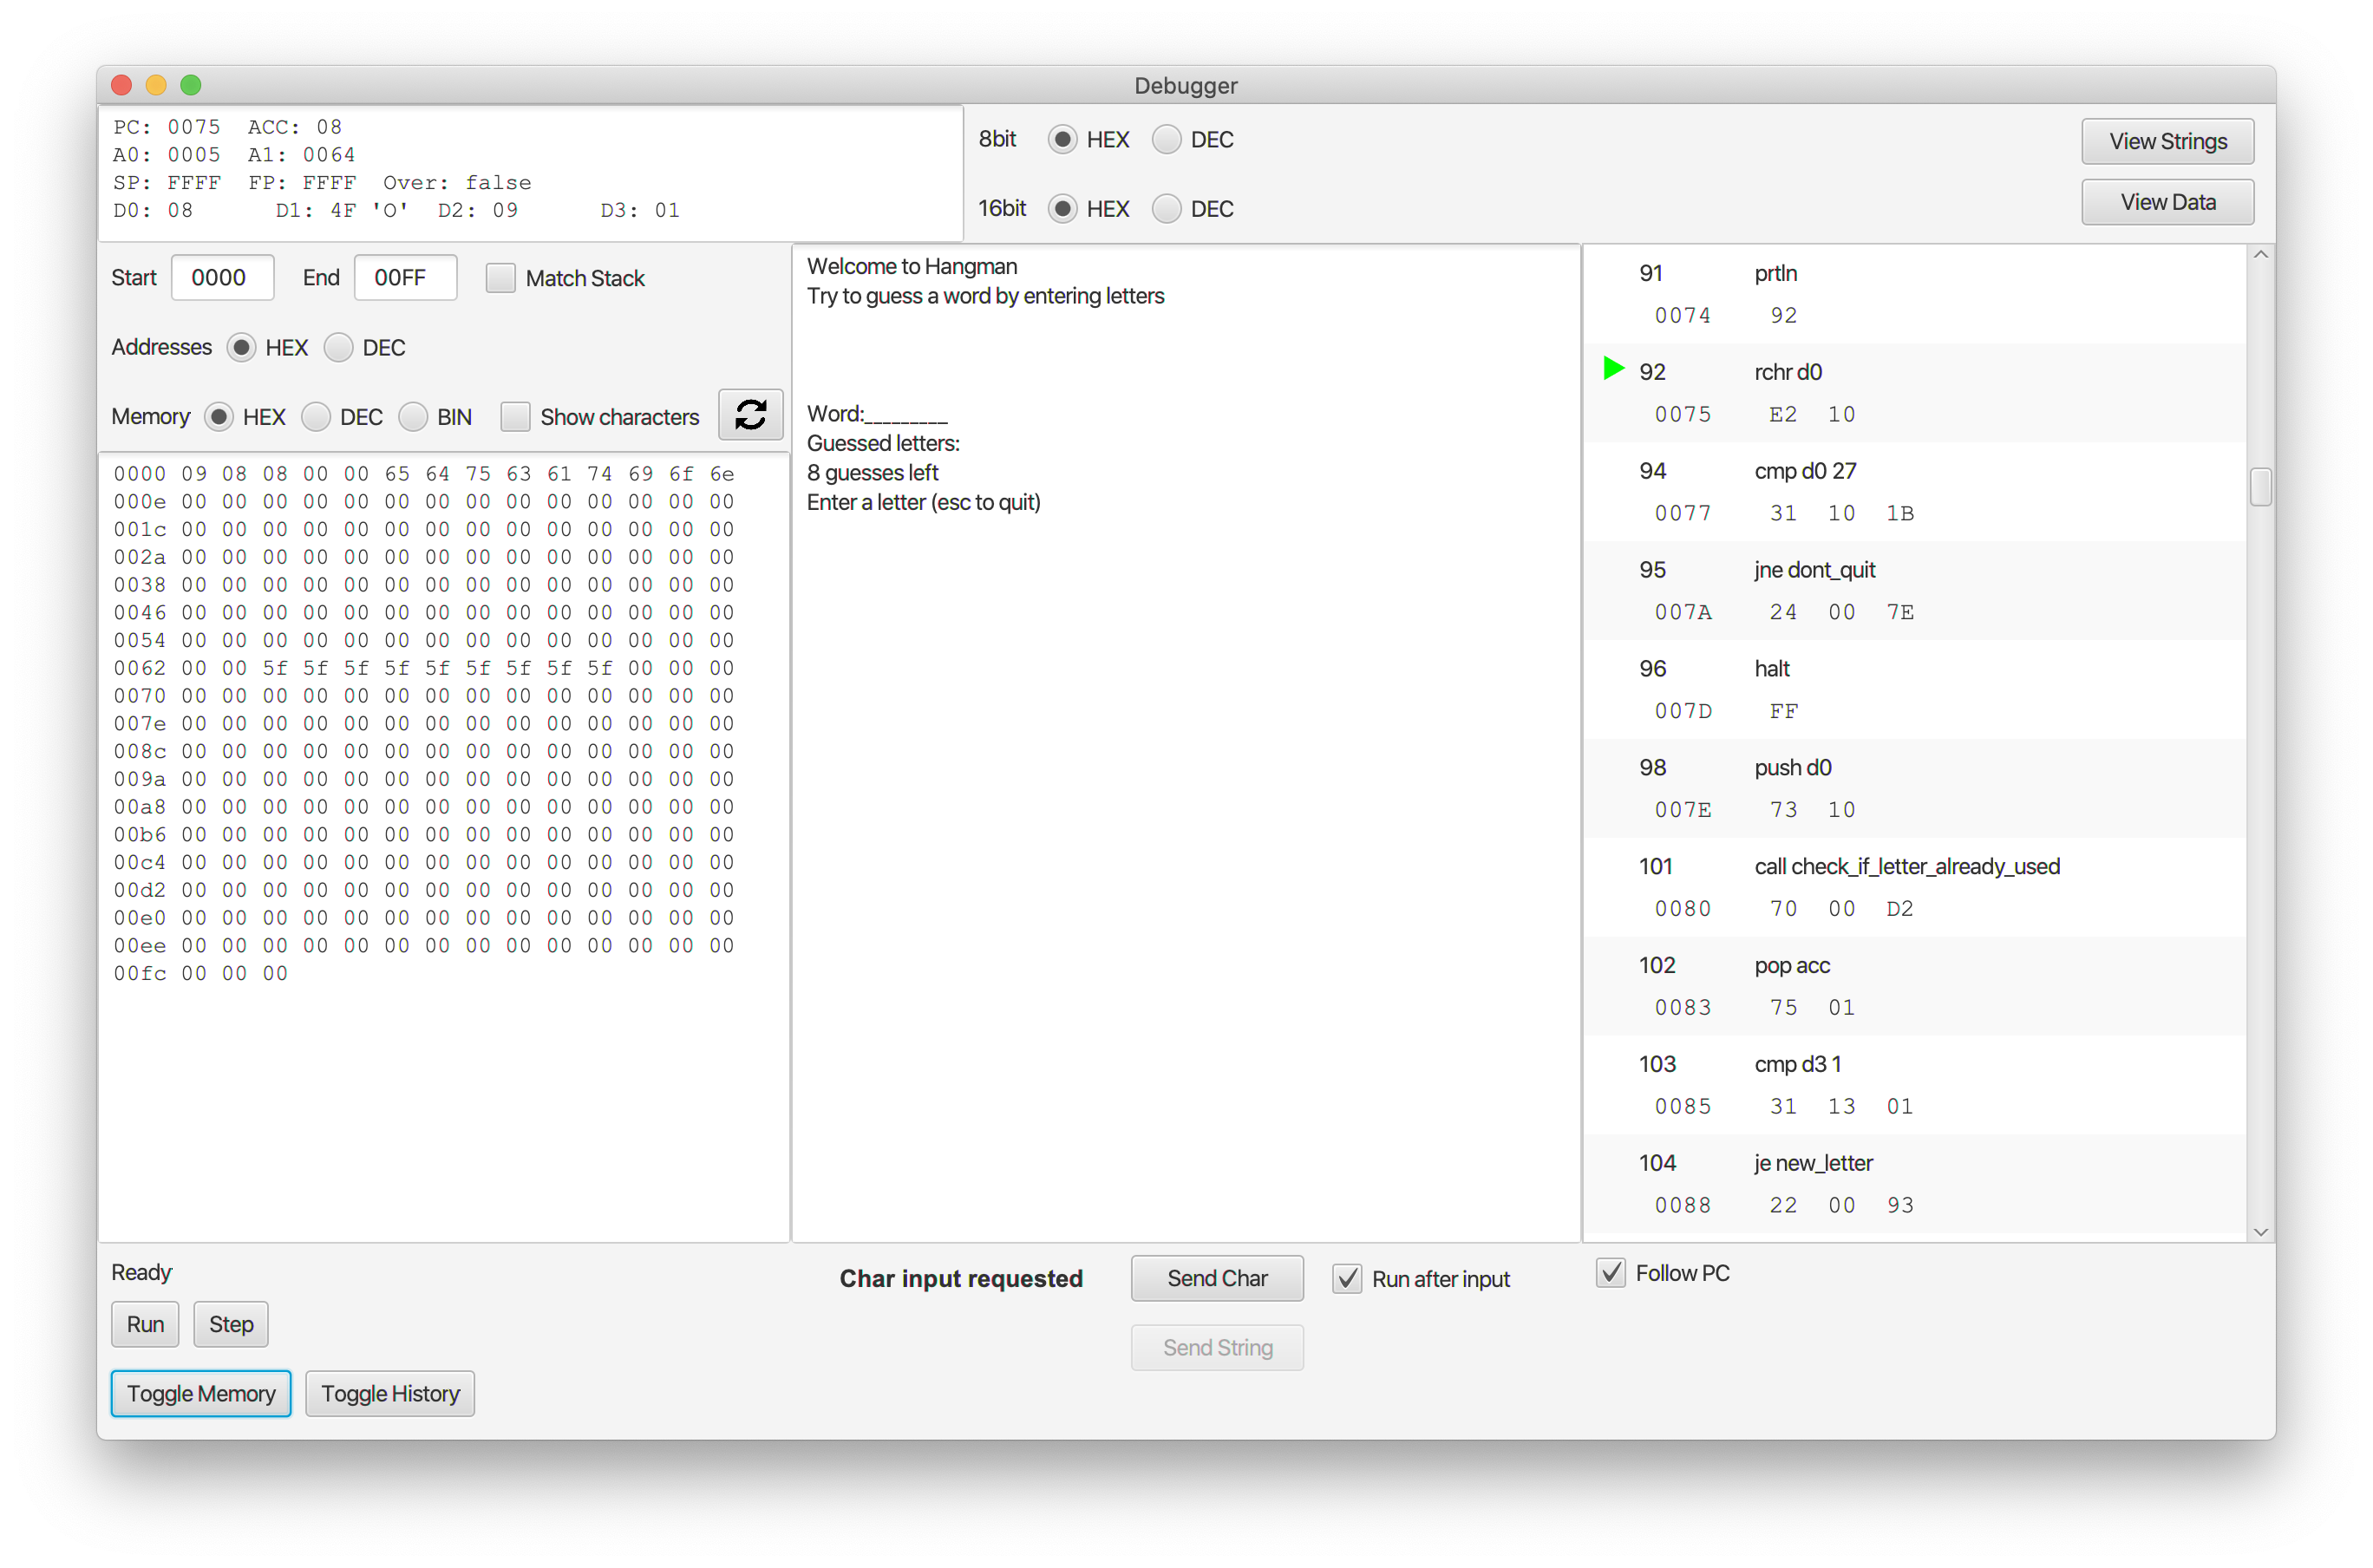 Debugger
PC: 0075  ACC: 08
A0: 0005  A1: 0064
SP: FFFF  FP: FFFF  Over: false
D0: 08      D1: 4F 'O'  D2: 09      D3: 01
8bit HEX DEC
16bit HEX DEC
View Strings
View Data
Start 0000 End 00FF Match Stack
Addresses HEX DEC
Memory HEX DEC BIN Show characters
0000 09 08 08 00 00 65 64 75 63 61 74 69 6f 6e
000e 00 00 00 00 00 00 00 00 00 00 00 00 00 00
001c 00 00 00 00 00 00 00 00 00 00 00 00 00 00
002a 00 00 00 00 00 00 00 00 00 00 00 00 00 00
0038 00 00 00 00 00 00 00 00 00 00 00 00 00 00
0046 00 00 00 00 00 00 00 00 00 00 00 00 00 00
0054 00 00 00 00 00 00 00 00 00 00 00 00 00 00
0062 00 00 5f 5f 5f 5f 5f 5f 5f 5f 5f 00 00 00
0070 00 00 00 00 00 00 00 00 00 00 00 00 00 00
007e 00 00 00 00 00 00 00 00 00 00 00 00 00 00
008c 00 00 00 00 00 00 00 00 00 00 00 00 00 00
009a 00 00 00 00 00 00 00 00 00 00 00 00 00 00
00a8 00 00 00 00 00 00 00 00 00 00 00 00 00 00
00b6 00 00 00 00 00 00 00 00 00 00 00 00 00 00
00c4 00 00 00 00 00 00 00 00 00 00 00 00 00 00
00d2 00 00 00 00 00 00 00 00 00 00 00 00 00 00
00e0 00 00 00 00 00 00 00 00 00 00 00 00 00 00
00ee 00 00 00 00 00 00 00 00 00 00 00 00 00 00
00fc 00 00 00
Welcome to Hangman
Try to guess a word by entering letters
Word:_________
Guessed letters:
8 guesses left
Enter a letter (esc to quit)
91 prtln
0074 92
92 rchr d0
0075 E2 10
94 cmp d0 27
0077 31 10 1B
95 jne dont_quit
007A 24 00 7E
96 halt
007D FF
98 push d0
007E 73 10
101 call check_if_letter_already_used
0080 70 00 D2
102 pop acc
0083 75 01
103 cmp d3 1
0085 31 13 01
104 je new_letter
0088 22 00 93
Ready
Run Step
Toggle Memory Toggle History
Char input requested Send Char Run after input
Send String
Follow PC